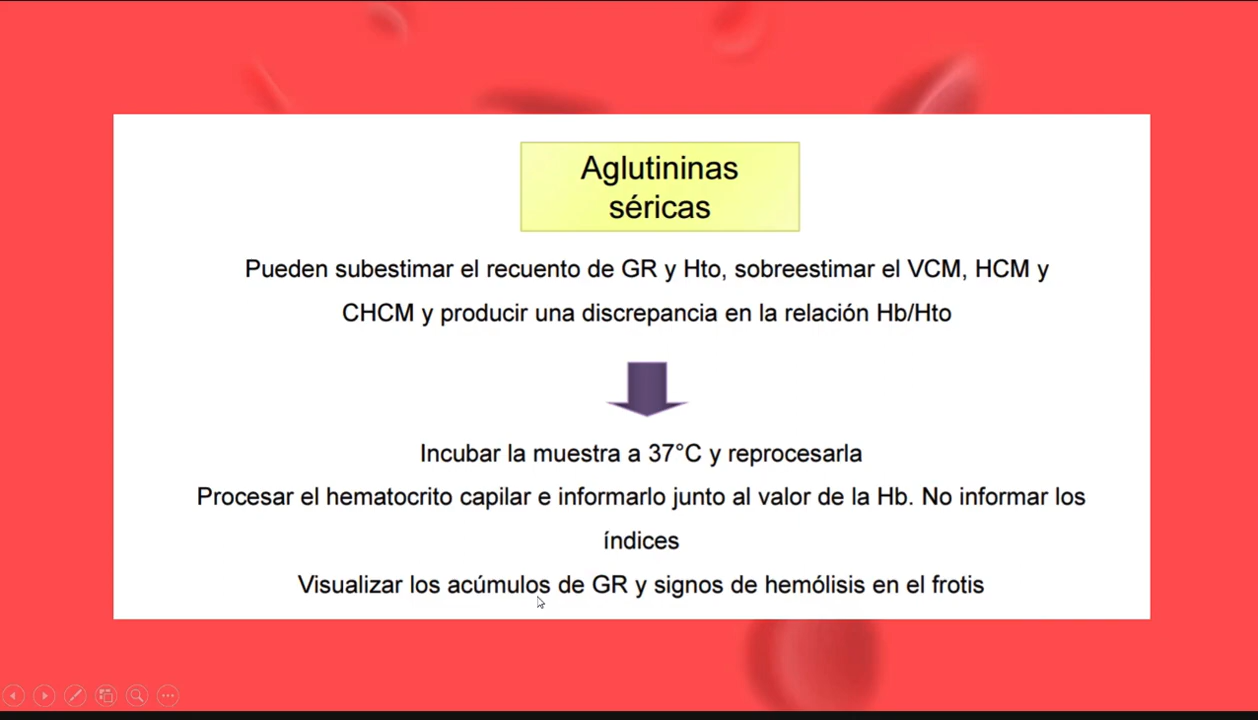 Aglutininas
séricas
Pueden subestimar el recuento de GR y Hto, sobreestimar el VCM, HCM y
CHCM y producir una discrepancia en la relación Hb/Hto
Incubar la muestra a 37°C y reprocesarla
Procesar el hematocrito capilar e informarlo junto al valor de la Hb. No informar los
índices
Visualizar los acúmulos de GR y signos de hemólisis en el frotis